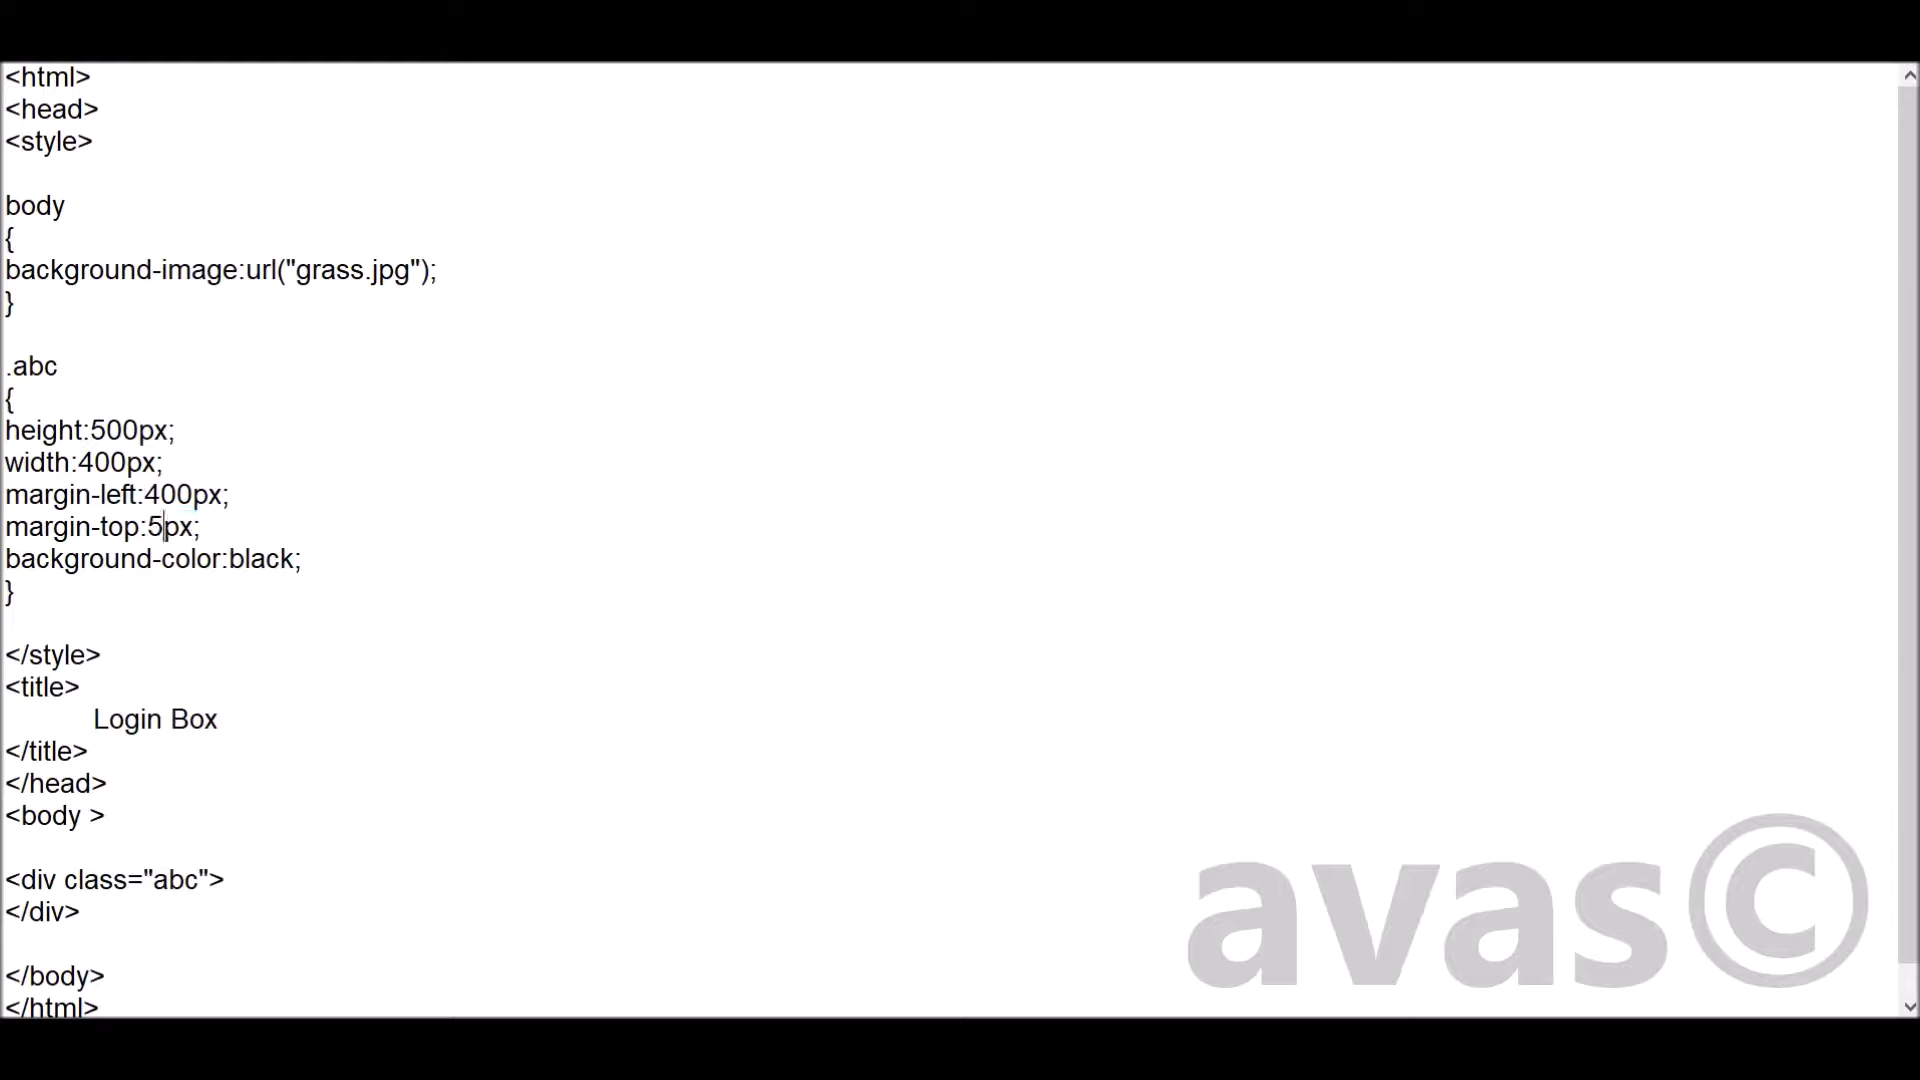 <html>
<head>
<style>
body
{
background-image:url("grass.jpg");
}
.abc
{
height:500px;
width:400px;
margin-left:400px;
margin-top:5px;
background-color:black;
}
</style>
<title>
Login Box
</title>
</head>
<body >
<div class="abc">
</div>
</body>
</html>
avas©